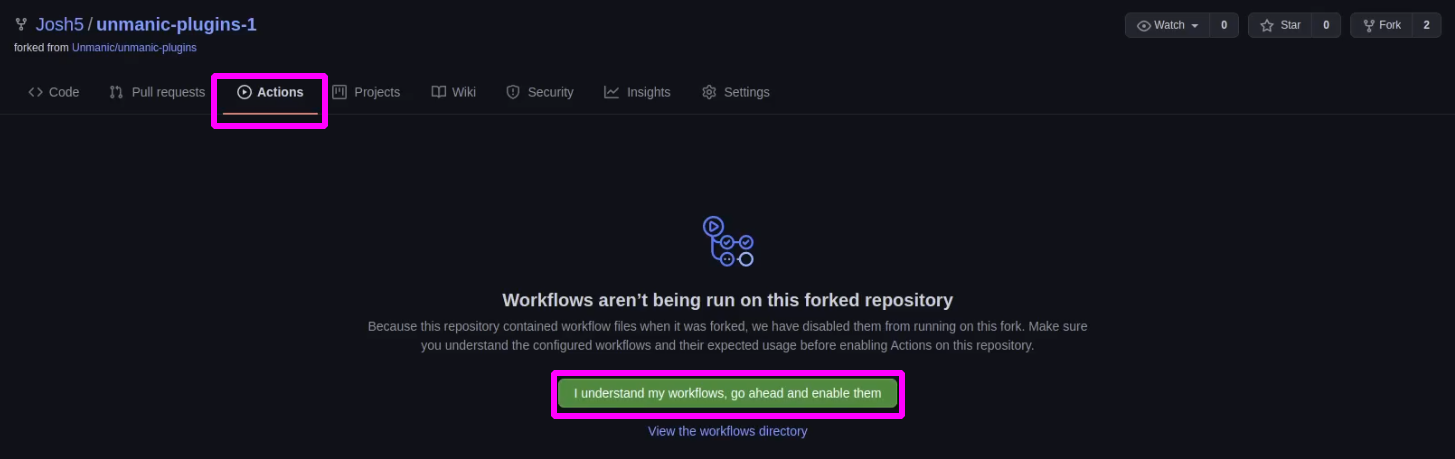 Josh5 / unmanic-plugins-1
Watch 0 Star 0 Fork 2
forked from Unmanic/unmanic-plugins
Code Pull requests Actions Projects Wiki Security Insights Settings
Workflows aren’t being run on this forked repository
Because this repository contained workflow files when it was forked, we have disabled them from running on this fork. Make sure
you understand the configured workflows and their expected usage before enabling Actions on this repository.
I understand my workflows, go ahead and enable them
View the workflows directory